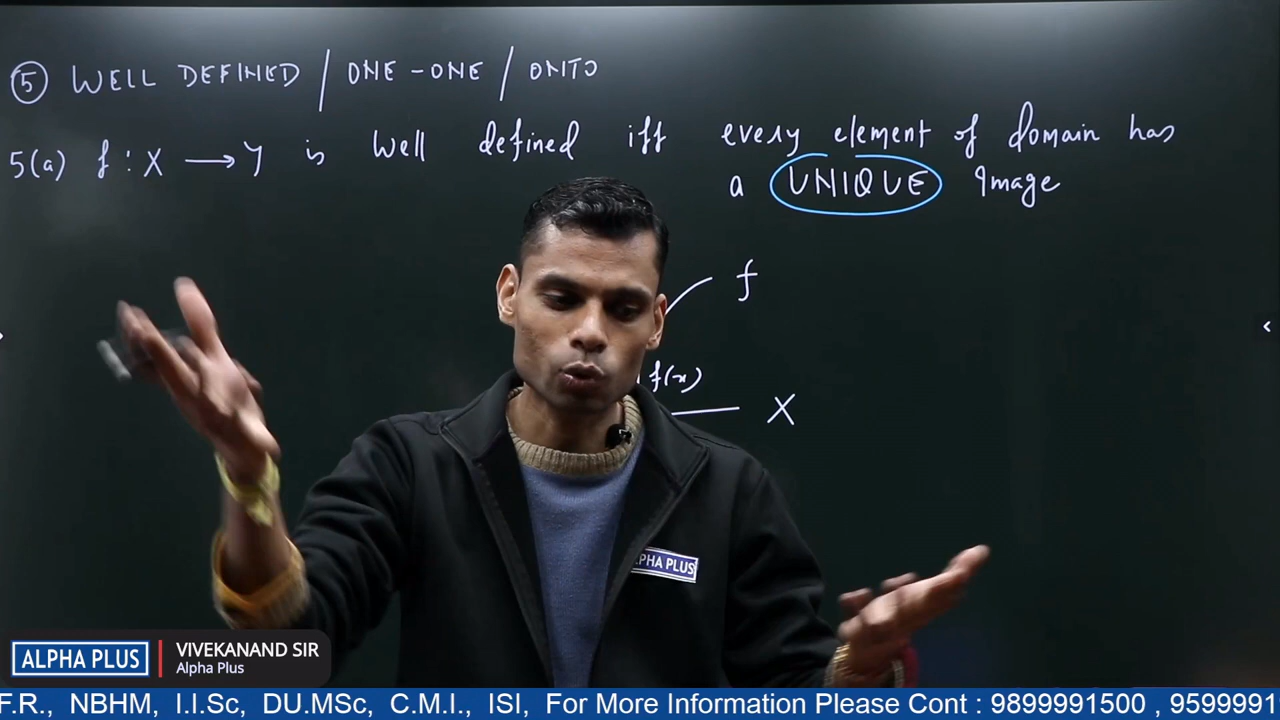 5 WELL DEFINED / ONE-ONE / ONTO
5(a) f : X ⟶ Y is Well defined iff every element of domain has
a UNIQUE Image
f
f(x)
X
PHA PLUS
ALPHA PLUS
VIVEKANAND SIR
Alpha Plus
F.R., NBHM, I.I.Sc, DU.MSc, C.M.I., ISI, For More Information Please Cont : 9899991500 , 9599991